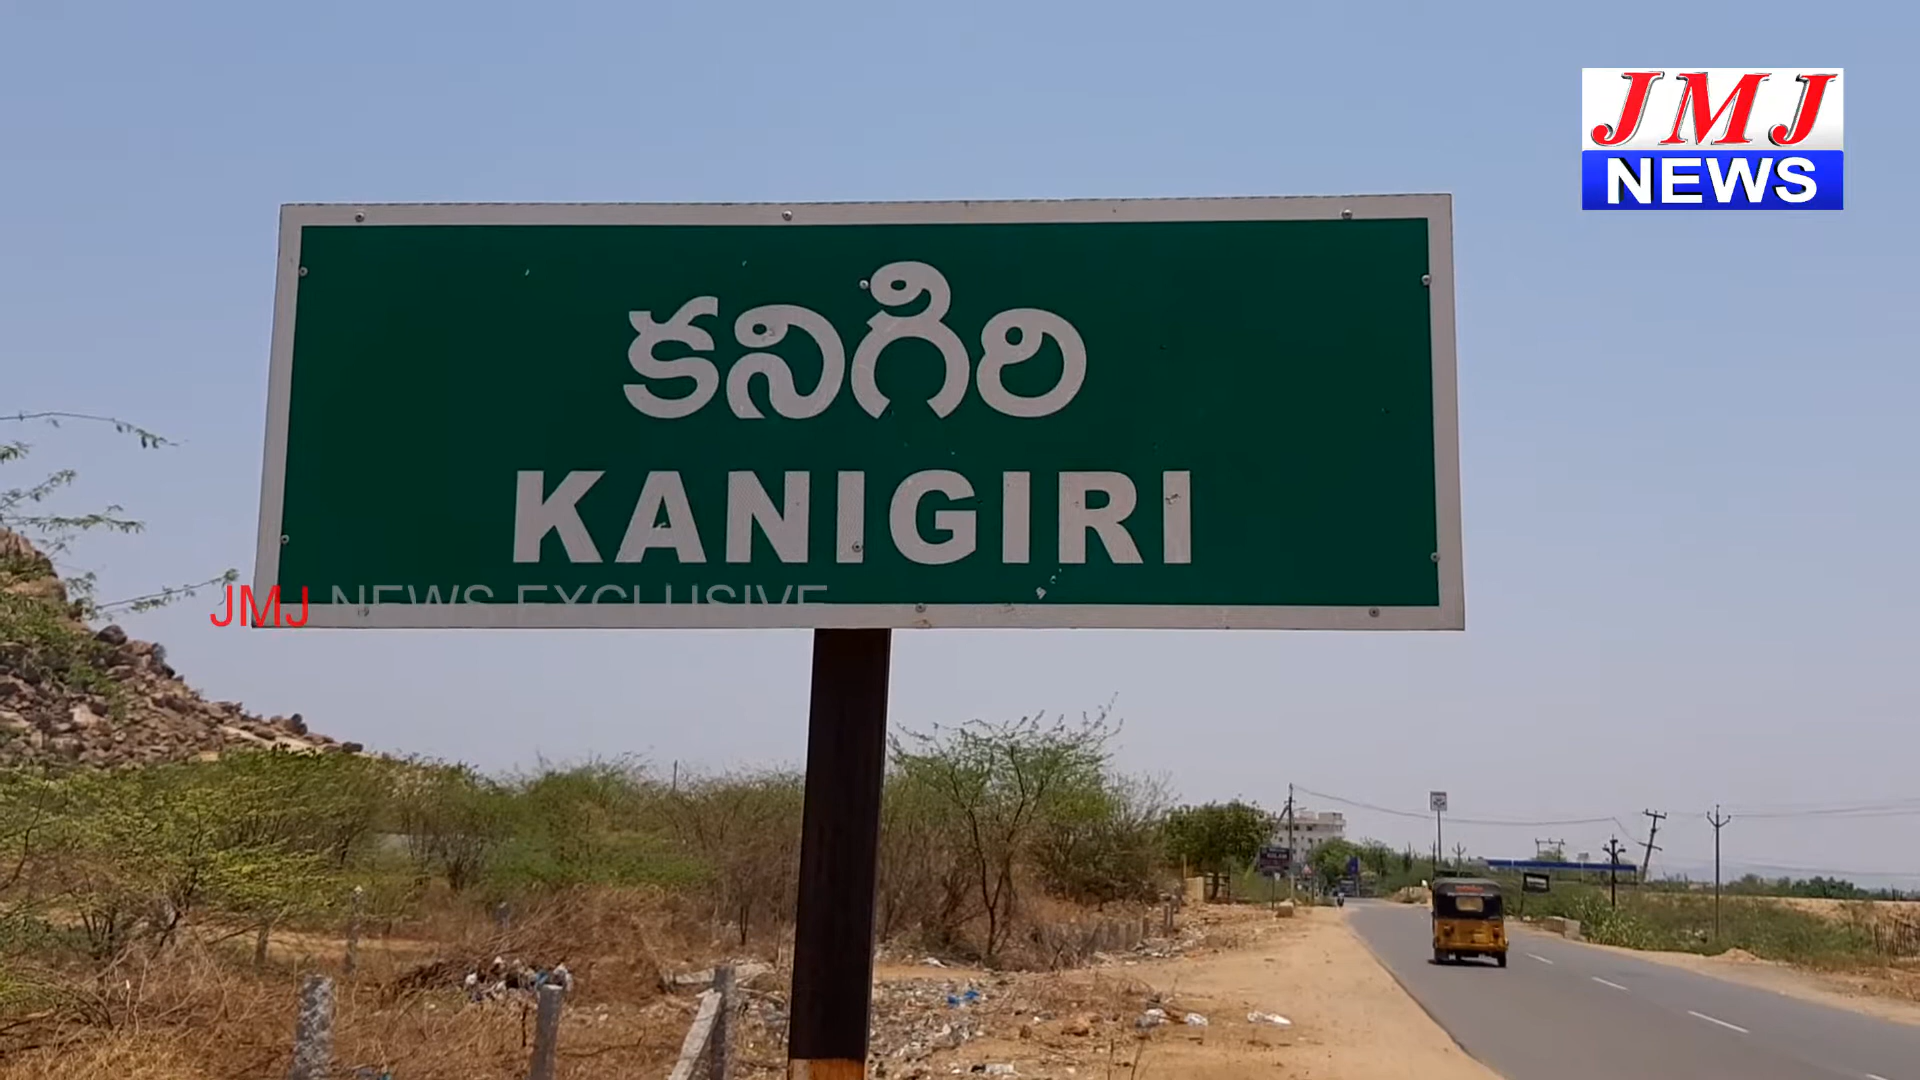 JMJ
NEWS
కనిగిరి
KANIGIRI
JMJ NEWS EXCLUSIVE